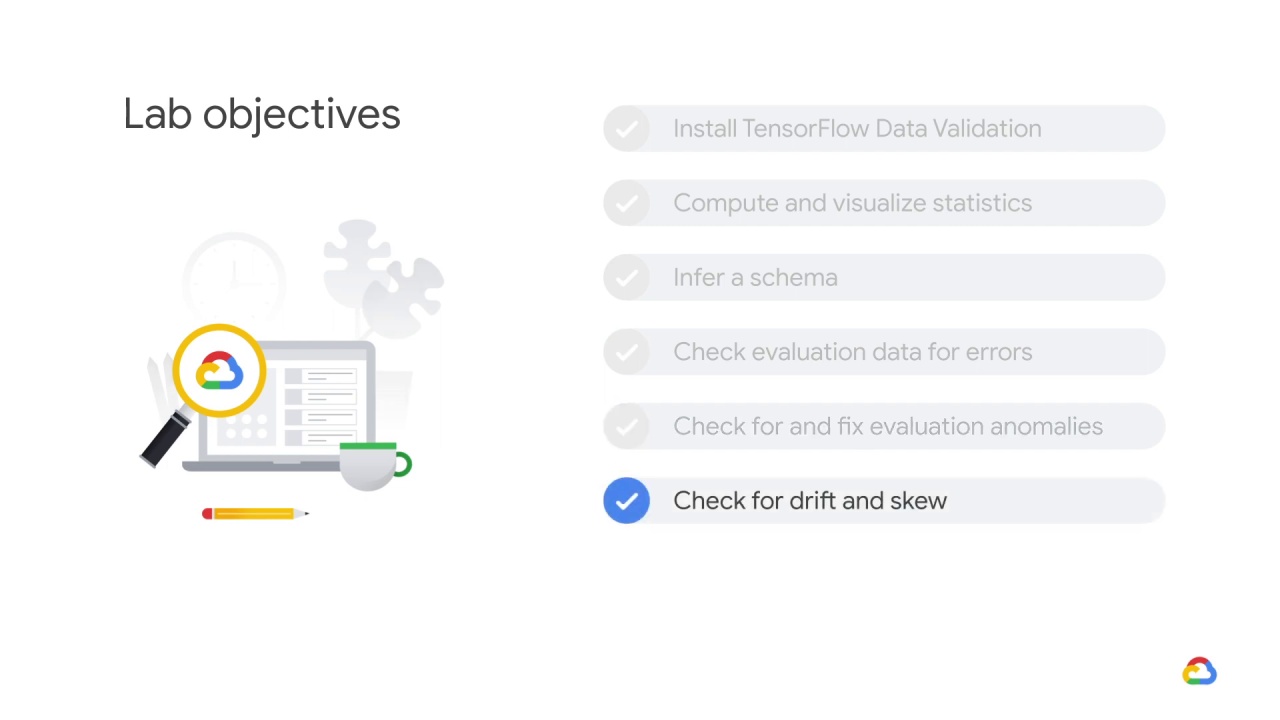 Lab objectives
Install TensorFlow Data Validation
Compute and visualize statistics
Infer a schema
Check evaluation data for errors
Check for and fix evaluation anomalies
Check for drift and skew